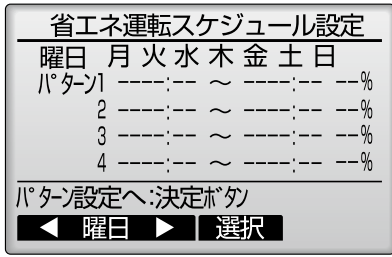 省エネ運転スケジュール設定
曜日 月 火 水 木 金 土 日
パターン1 ----:-- ～ ----:-- --%
2 ----:-- ～ ----:-- --%
3 ----:-- ～ ----:-- --%
4 ----:-- ～ ----:-- --%
パターン設定へ:決定ボタン
◀ 曜日 ▶ 選択